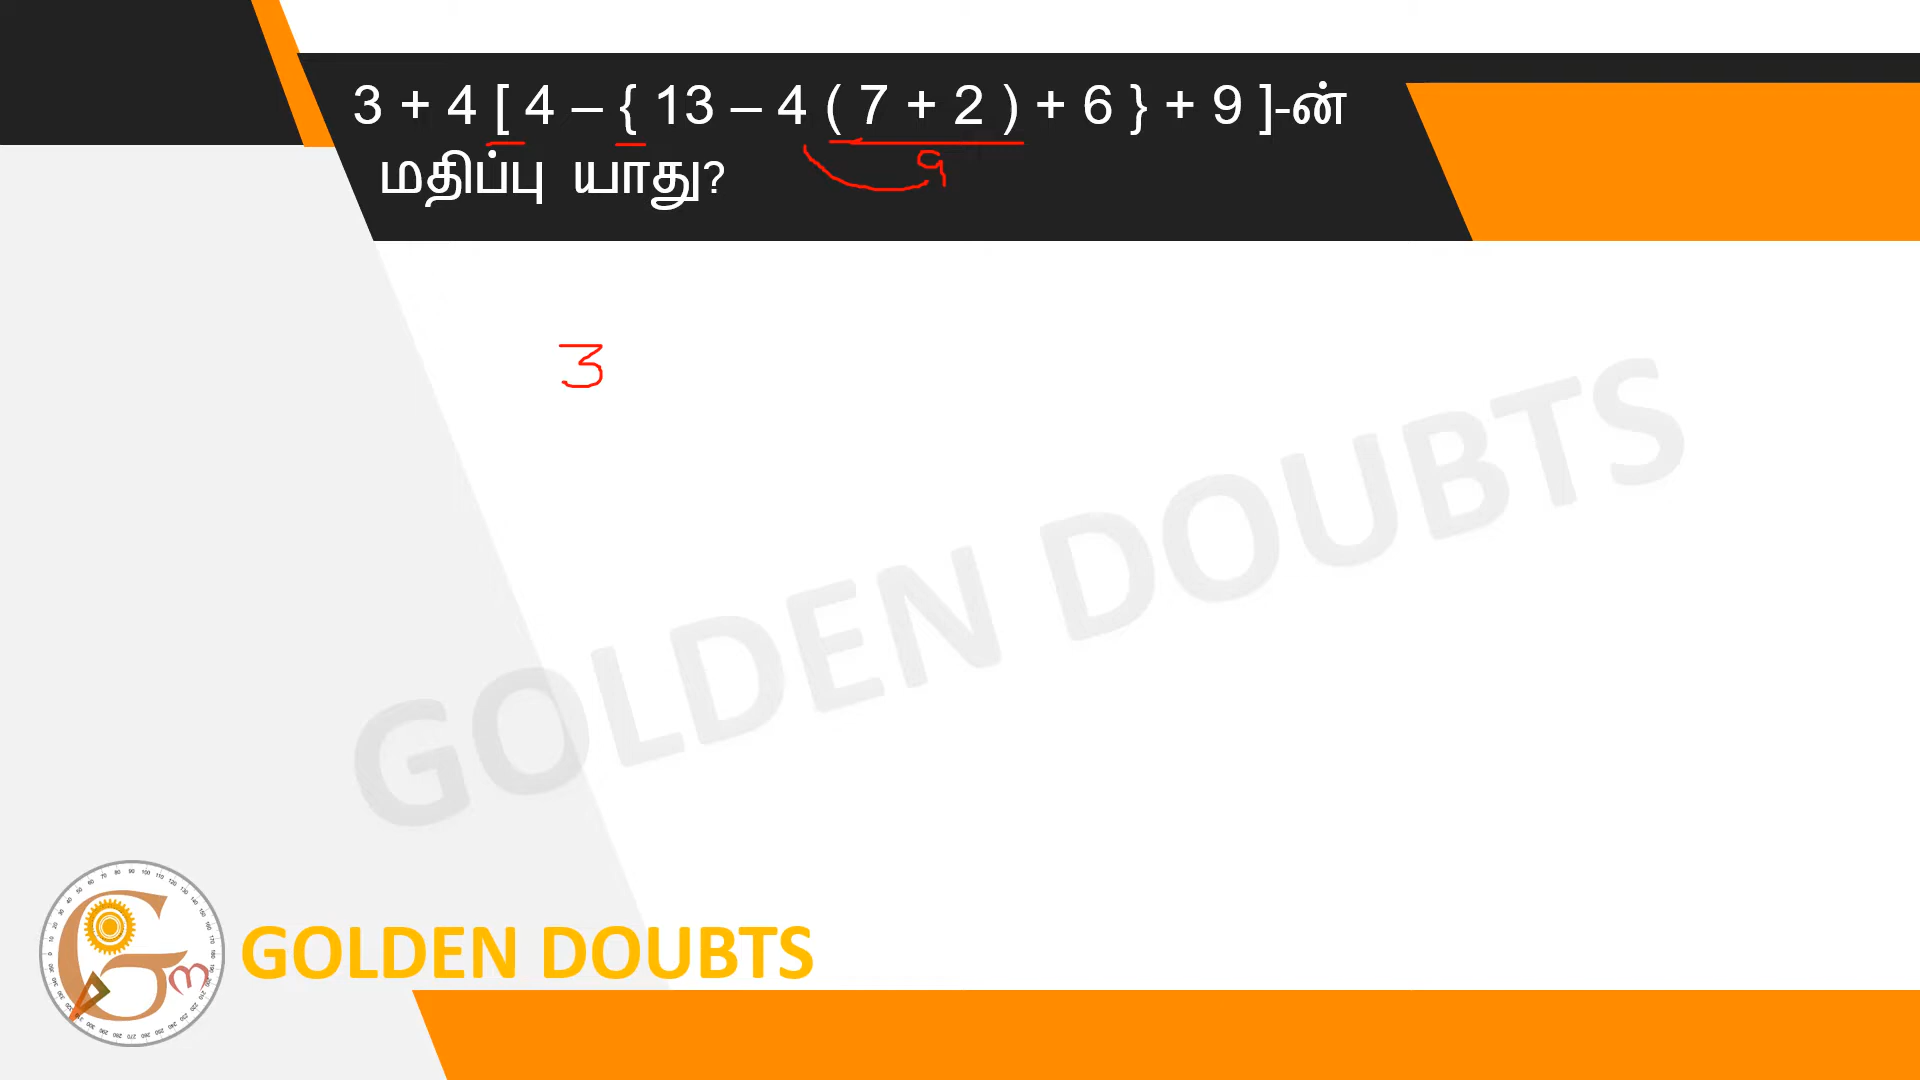 3 + 4 [ 4 – { 13 – 4 ( 7 + 2 ) + 6 } + 9 ]-ன்
மதிப்பு யாது?
9
3
GOLDEN DOUBTS
GOLDEN DOUBTS